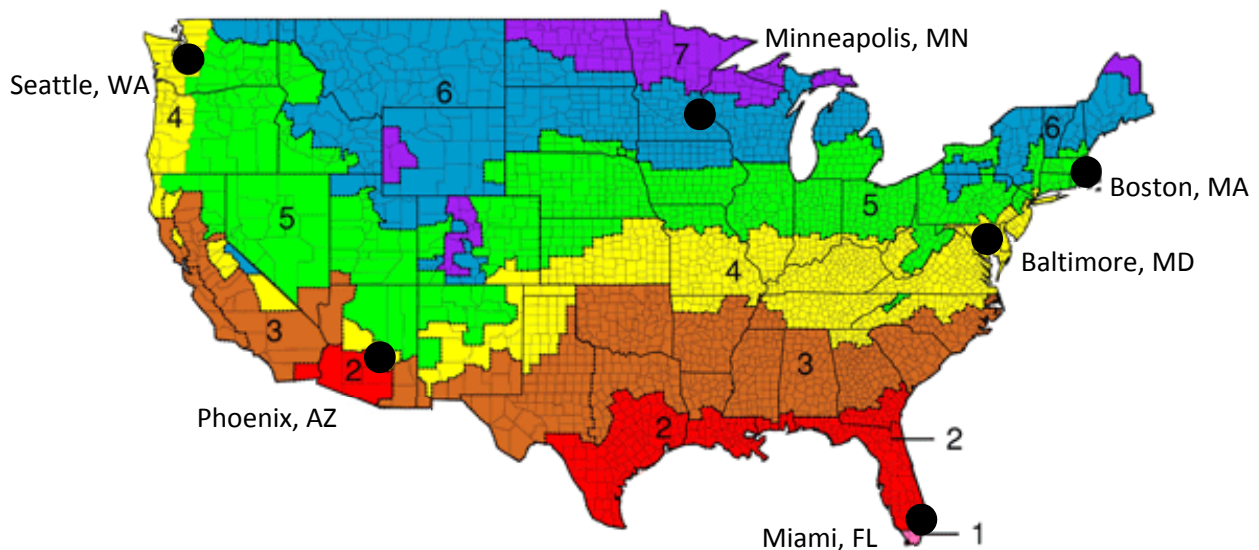 Minneapolis, MN
7
Seattle, WA
6
4
6
Boston, MA
5
5
Baltimore, MD
4
3
3
2
Phoenix, AZ
2
2
Miami, FL
1